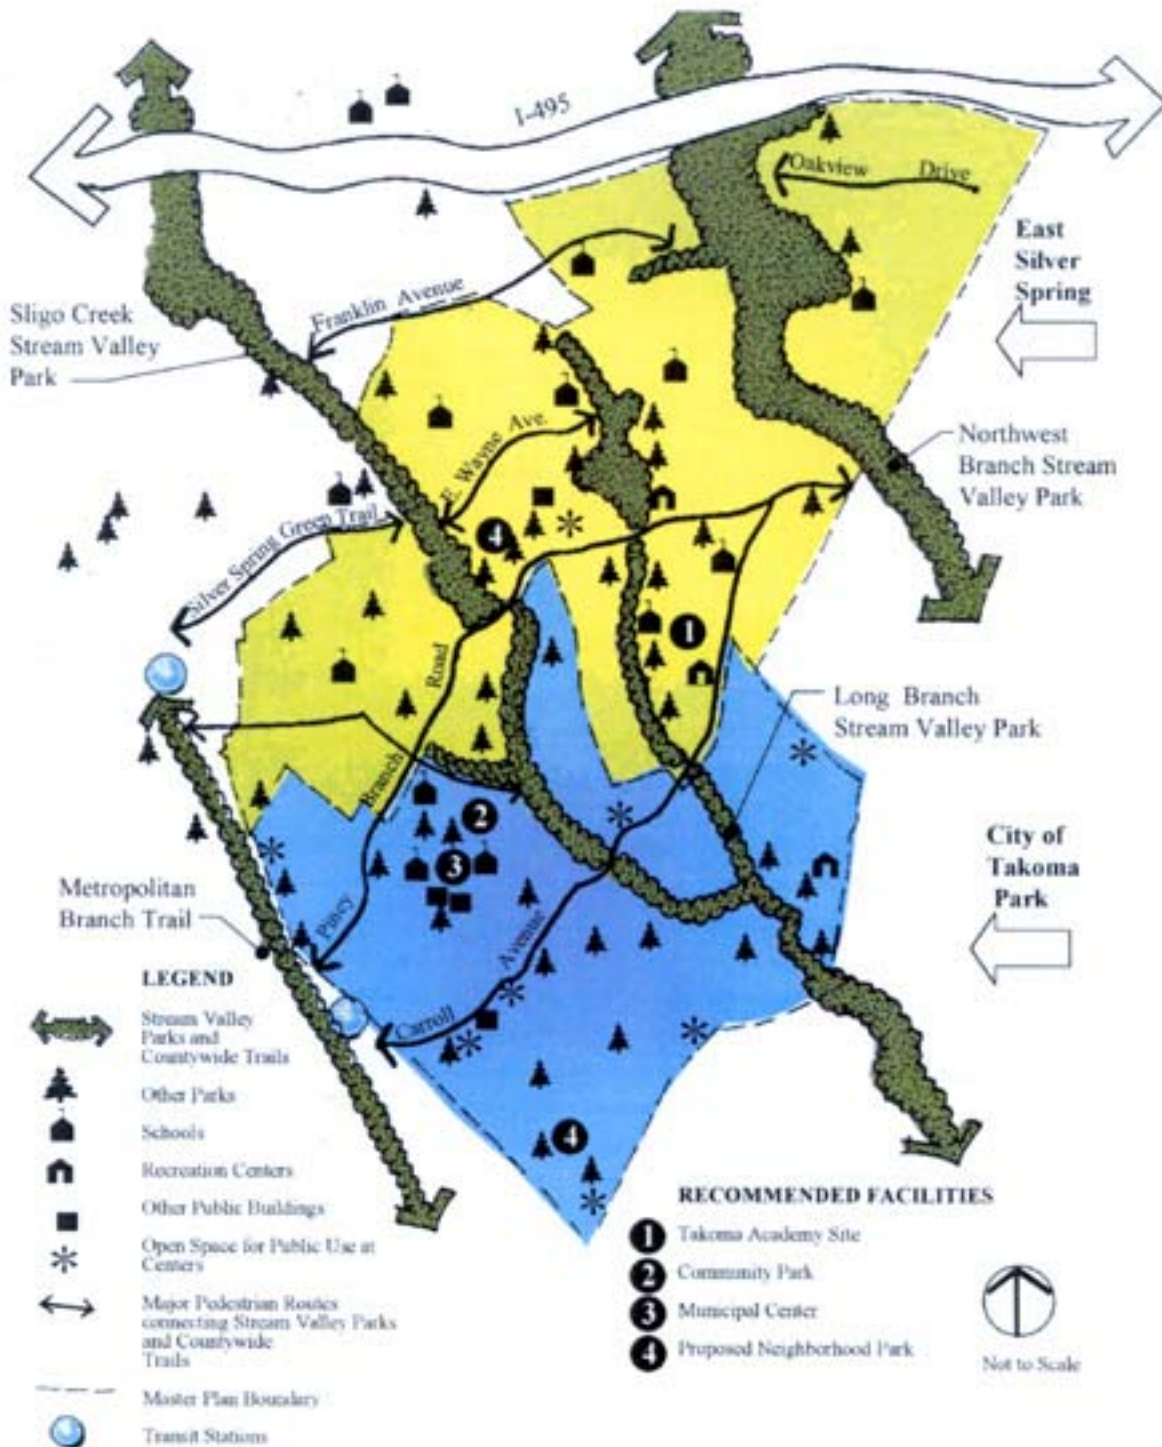 I-495
Oakview Drive
East
Silver
Spring
Franklin Avenue
Sligo Creek
Stream Valley
Park
E. Wayne Ave.
Northwest
Branch Stream
Valley Park
Silver Spring Green Trail
4
1
Road
Long Branch
Stream Valley Park
Branch
2
3
City of
Takoma
Park
Metropolitan
Branch Trail
Piney
Avenue
Carroll
4
LEGEND
Stream Valley
Parks and
Countywide Trails
Other Parks
Schools
Recreation Centers
Other Public Buildings
Open Space for Public Use at
Centers
Major Pedestrian Routes
connecting Stream Valley Parks
and Countywide
Trails
Master Plan Boundary
Transit Stations
RECOMMENDED FACILITIES
1 Takoma Academy Site
2 Community Park
3 Municipal Center
4 Proposed Neighborhood Park
Not to Scale